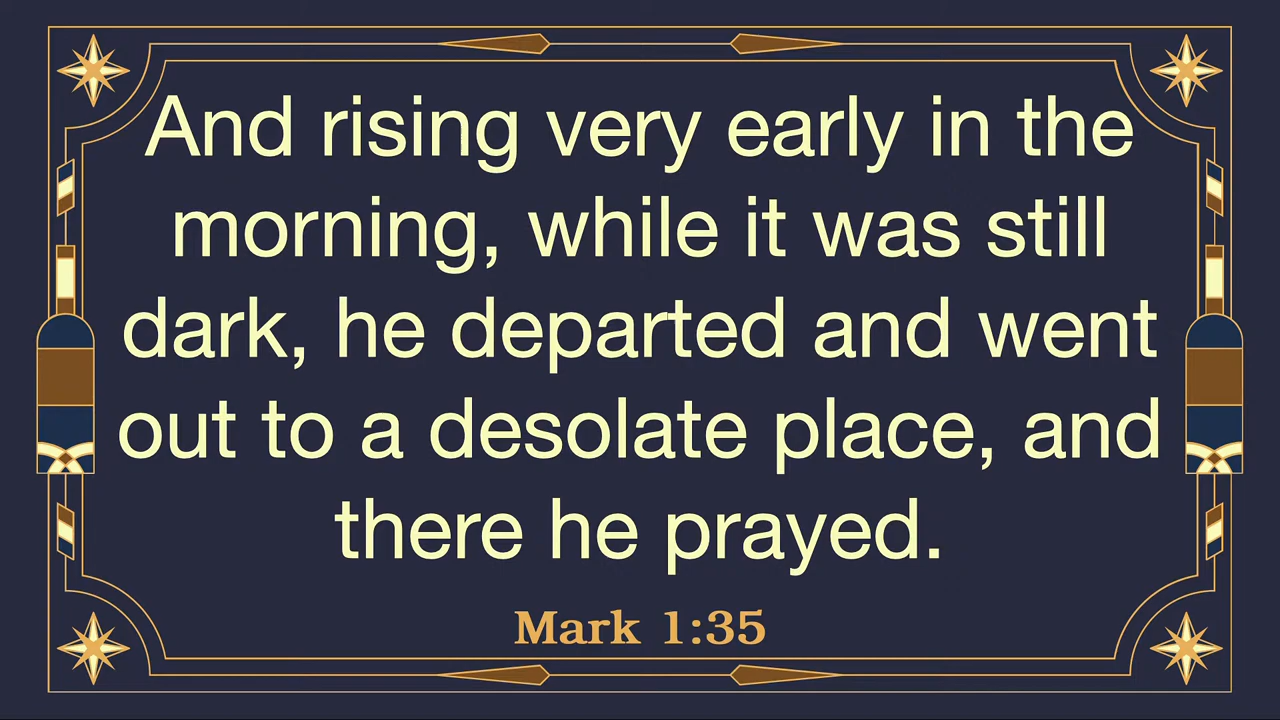 And rising very early in the
morning, while it was still
dark, he departed and went
out to a desolate place, and
there he prayed.
Mark 1:35